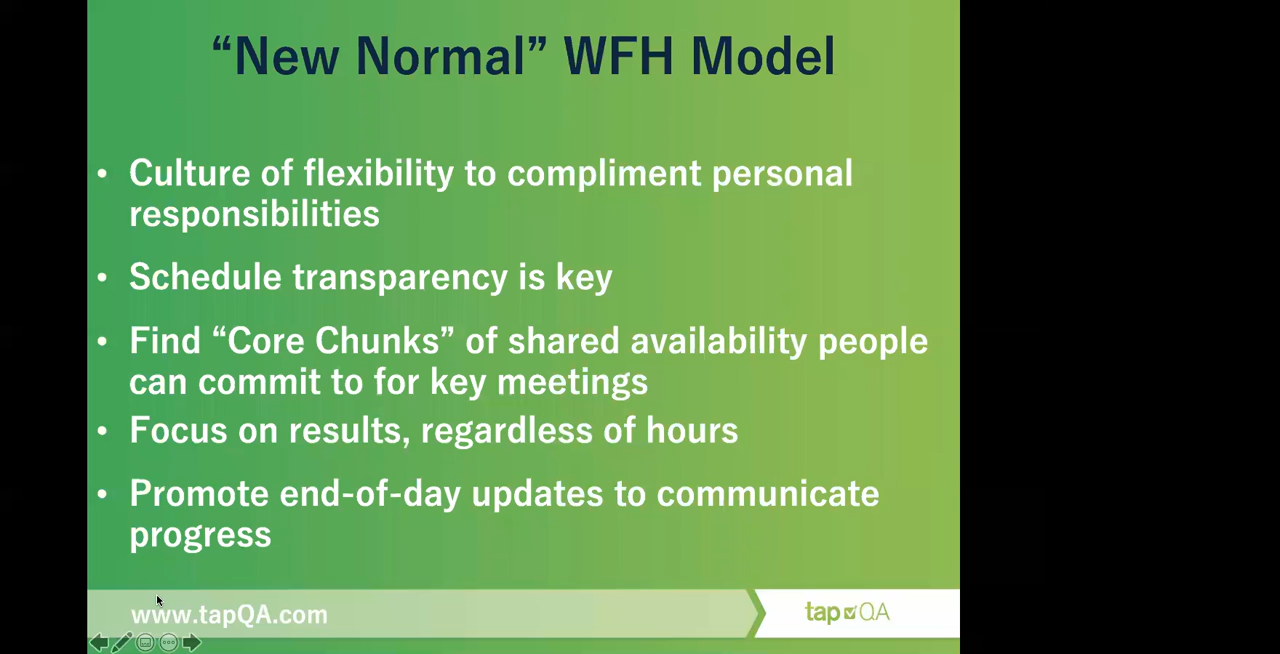 “New Normal” WFH Model
• Culture of flexibility to compliment personal
responsibilities
• Schedule transparency is key
• Find “Core Chunks” of shared availability people
can commit to for key meetings
• Focus on results, regardless of hours
• Promote end-of-day updates to communicate
progress
www.tapQA.com
tap QA